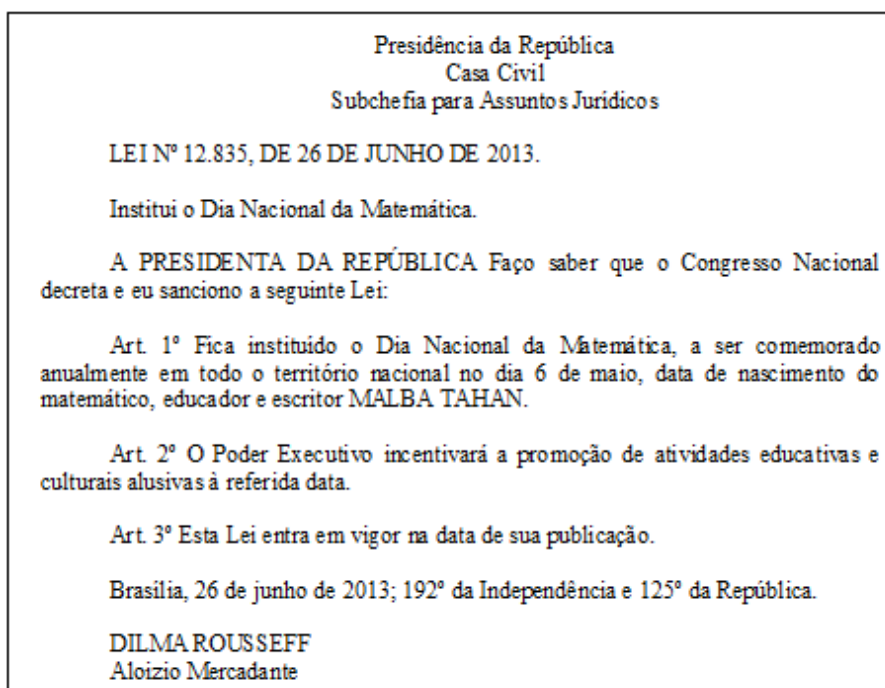 Presidência da República
Casa Civil
Subchefia para Assuntos Jurídicos
LEI Nº 12.835, DE 26 DE JUNHO DE 2013.
Institui o Dia Nacional da Matemática.
A PRESIDENTA DA REPÚBLICA Faço saber que o Congresso Nacional
decreta e eu sanciono a seguinte Lei:
Art. 1º Fica instituído o Dia Nacional da Matemática, a ser comemorado
anualmente em todo o território nacional no dia 6 de maio, data de nascimento do
matemático, educador e escritor MALBA TAHAN.
Art. 2º O Poder Executivo incentivará a promoção de atividades educativas e
culturais alusivas à referida data.
Art. 3º Esta Lei entra em vigor na data de sua publicação.
Brasília, 26 de junho de 2013; 192º da Independência e 125º da República.
DILMA ROUSSEFF
Aloizio Mercadante